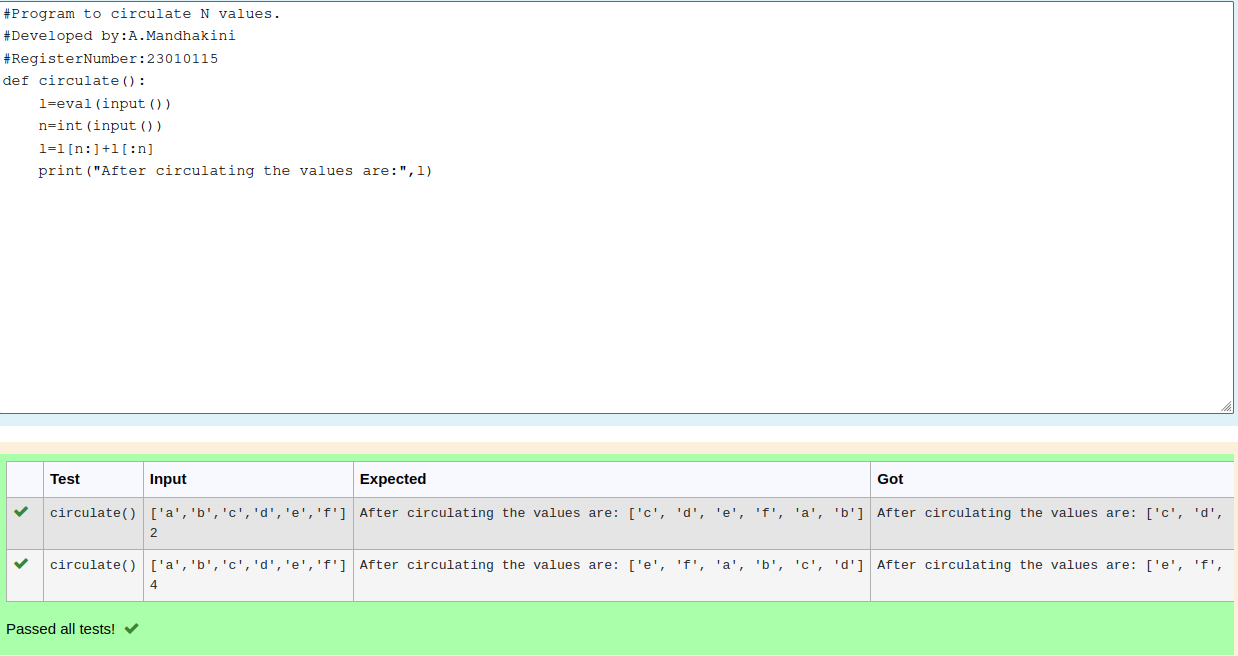 #Program to circulate N values.
#Developed by:A.Mandhakini
#RegisterNumber:23010115
def circulate():
    l=eval(input())
    n=int(input())
    l=l[n:]+l[:n]
    print("After circulating the values are:",l)
Test Input Expected Got
circulate() ['a','b','c','d','e','f'] After circulating the values are: ['c', 'd', 'e', 'f', 'a', 'b'] After circulating the values are: ['c', 'd',
2
circulate() ['a','b','c','d','e','f'] After circulating the values are: ['e', 'f', 'a', 'b', 'c', 'd'] After circulating the values are: ['e', 'f',
4
Passed all tests!